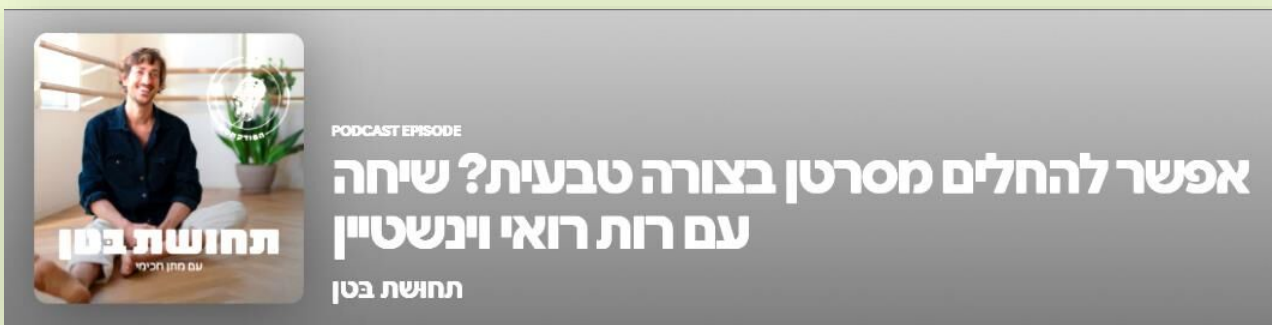 PODCAST EPISODE
אפשר להחלים מסרטן בצורה טבעית? שיחה
עם רות רואי וינשטיין
תחושת בטן
תחושת בטן
עם מתן חכימי